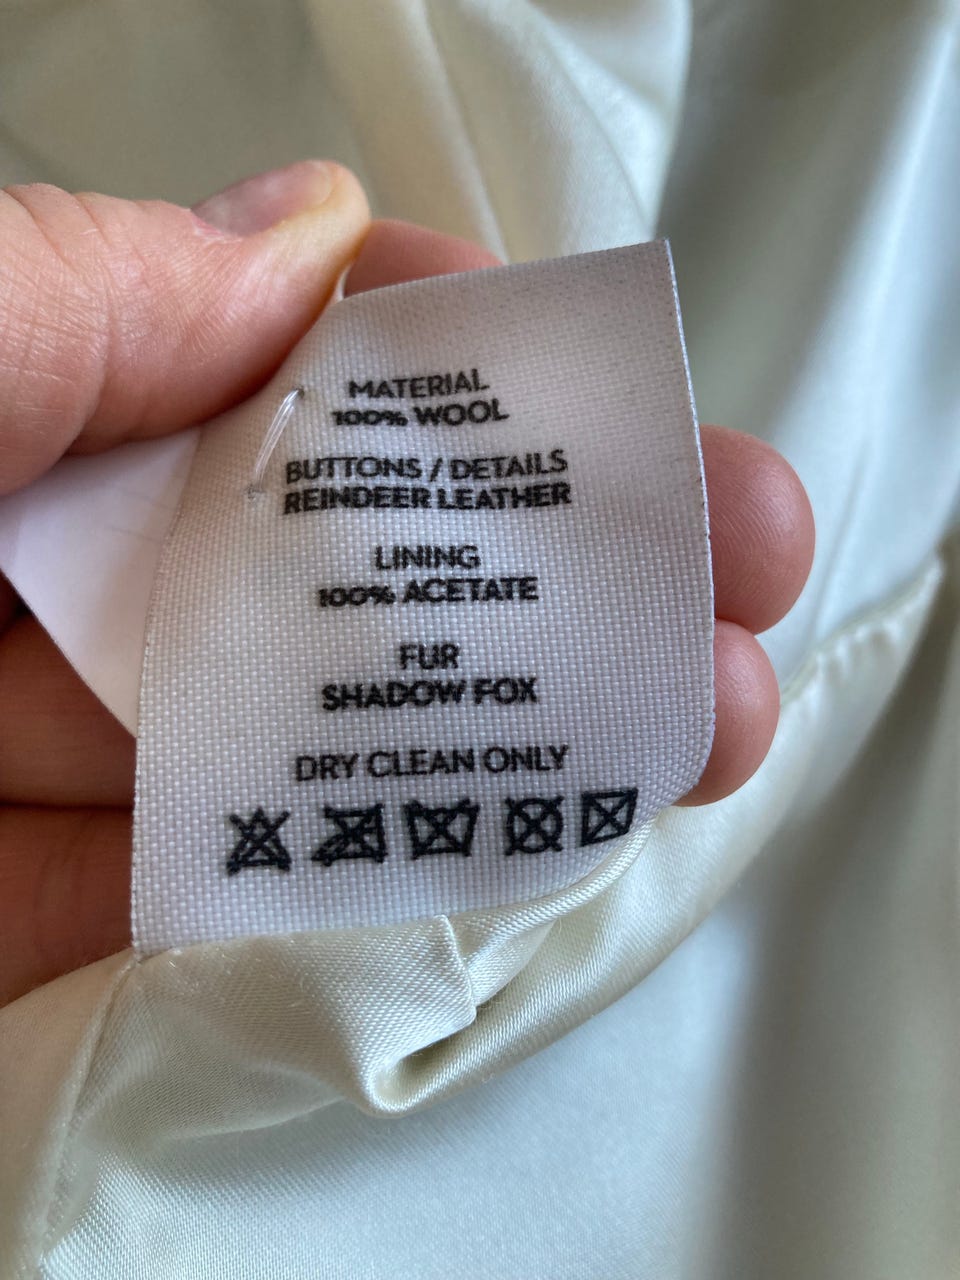 MATERIAL
100% WOOL
BUTTONS / DETAILS
REINDEER LEATHER
LINING
100% ACETATE
FUR
SHADOW FOX
DRY CLEAN ONLY